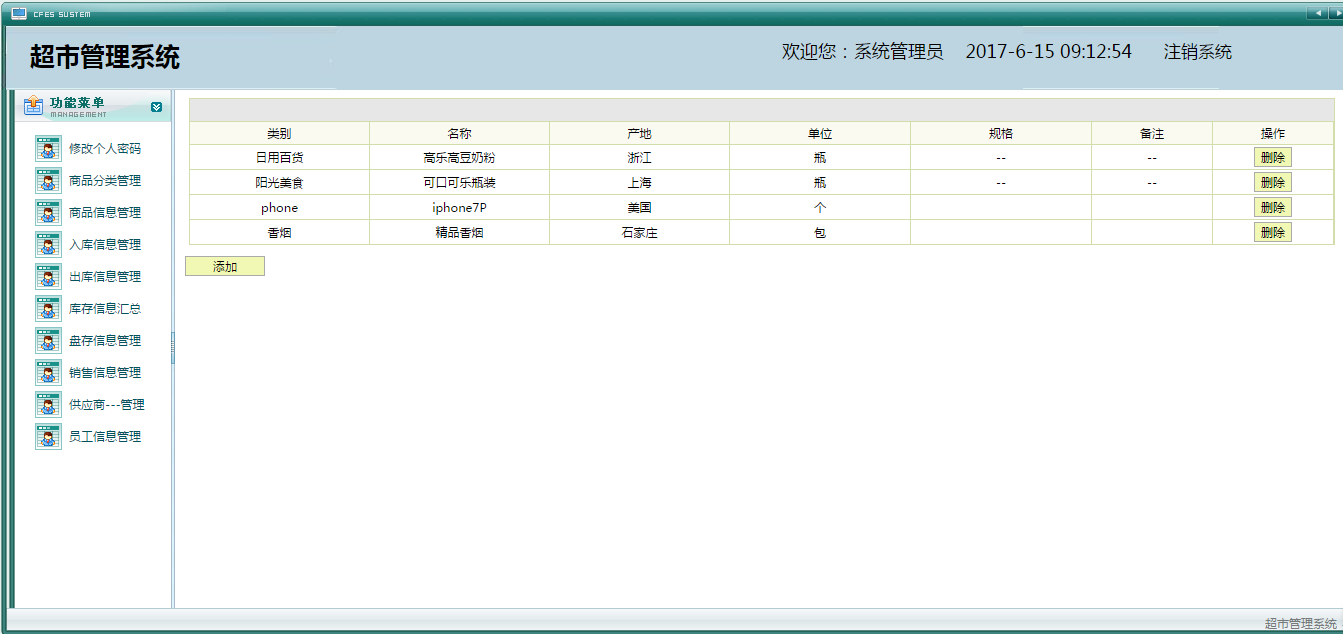 CFES SUSTEM
超市管理系统
欢迎您：系统管理员 2017-6-15 09:12:54 注销系统
功能菜单
MANAGEMENT
修改个人密码
商品分类管理
商品信息管理
入库信息管理
出库信息管理
库存信息汇总
盘存信息管理
销售信息管理
供应商---管理
员工信息管理
类别 名称 产地 单位 规格 备注 操作
日用百货 高乐高豆奶粉 浙江 瓶 -- -- 删除
阳光美食 可口可乐瓶装 上海 瓶 -- -- 删除
phone iphone7P 美国 个 删除
香烟 精品香烟 石家庄 包 删除
添加
超市管理系统